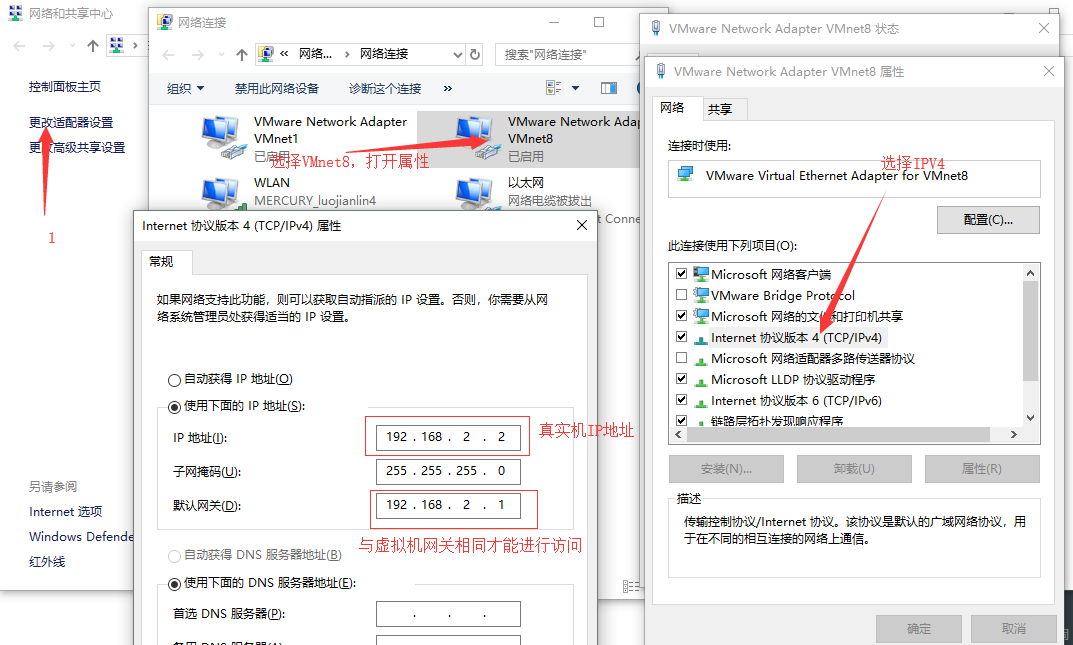 网络和共享中心
控制面板主页
更改适配器设置
更改高级共享设置
1
另请参阅
Internet 选项
Windows Defende
红外线
网络连接
« 网络... › 网络连接
搜索"网络连接"
组织
禁用此网络设备
诊断这个连接
»
VMware Network Adapter
VMnet1
已启用
VMware Network Ada
VMnet8
已启用
选择VMnet8，打开属性
WLAN
MERCURY_luojianlin4
以太网
网络电缆被拔出
t Conne
Internet 协议版本 4 (TCP/IPv4) 属性
常规
如果网络支持此功能，则可以获取自动指派的 IP 设置。否则，你需要从网
络系统管理员处获得适当的 IP 设置。
自动获得 IP 地址(O)
使用下面的 IP 地址(S):
IP 地址(I):
192 . 168 . 2 . 2
真实机IP地址
子网掩码(U):
255 . 255 . 255 . 0
默认网关(D):
192 . 168 . 2 . 1
与虚拟机网关相同才能进行访问
自动获得 DNS 服务器地址(B)
使用下面的 DNS 服务器地址(E):
首选 DNS 服务器(P):
. . .
VMware Network Adapter VMnet8 状态
VMware Network Adapter VMnet8 属性
网络
共享
连接时使用:
选择IPV4
VMware Virtual Ethernet Adapter for VMnet8
配置(C)...
此连接使用下列项目(O):
Microsoft 网络客户端
VMware Bridge Protocol
Microsoft 网络的文件和打印机共享
Internet 协议版本 4 (TCP/IPv4)
Microsoft 网络适配器多路传送器协议
Microsoft LLDP 协议驱动程序
Internet 协议版本 6 (TCP/IPv6)
链路层拓扑发现响应程序
安装(N)...
卸载(U)
属性(R)
描述
传输控制协议/Internet 协议。该协议是默认的广域网络协议，用
于在不同的相互连接的网络上通信。
确定
取消